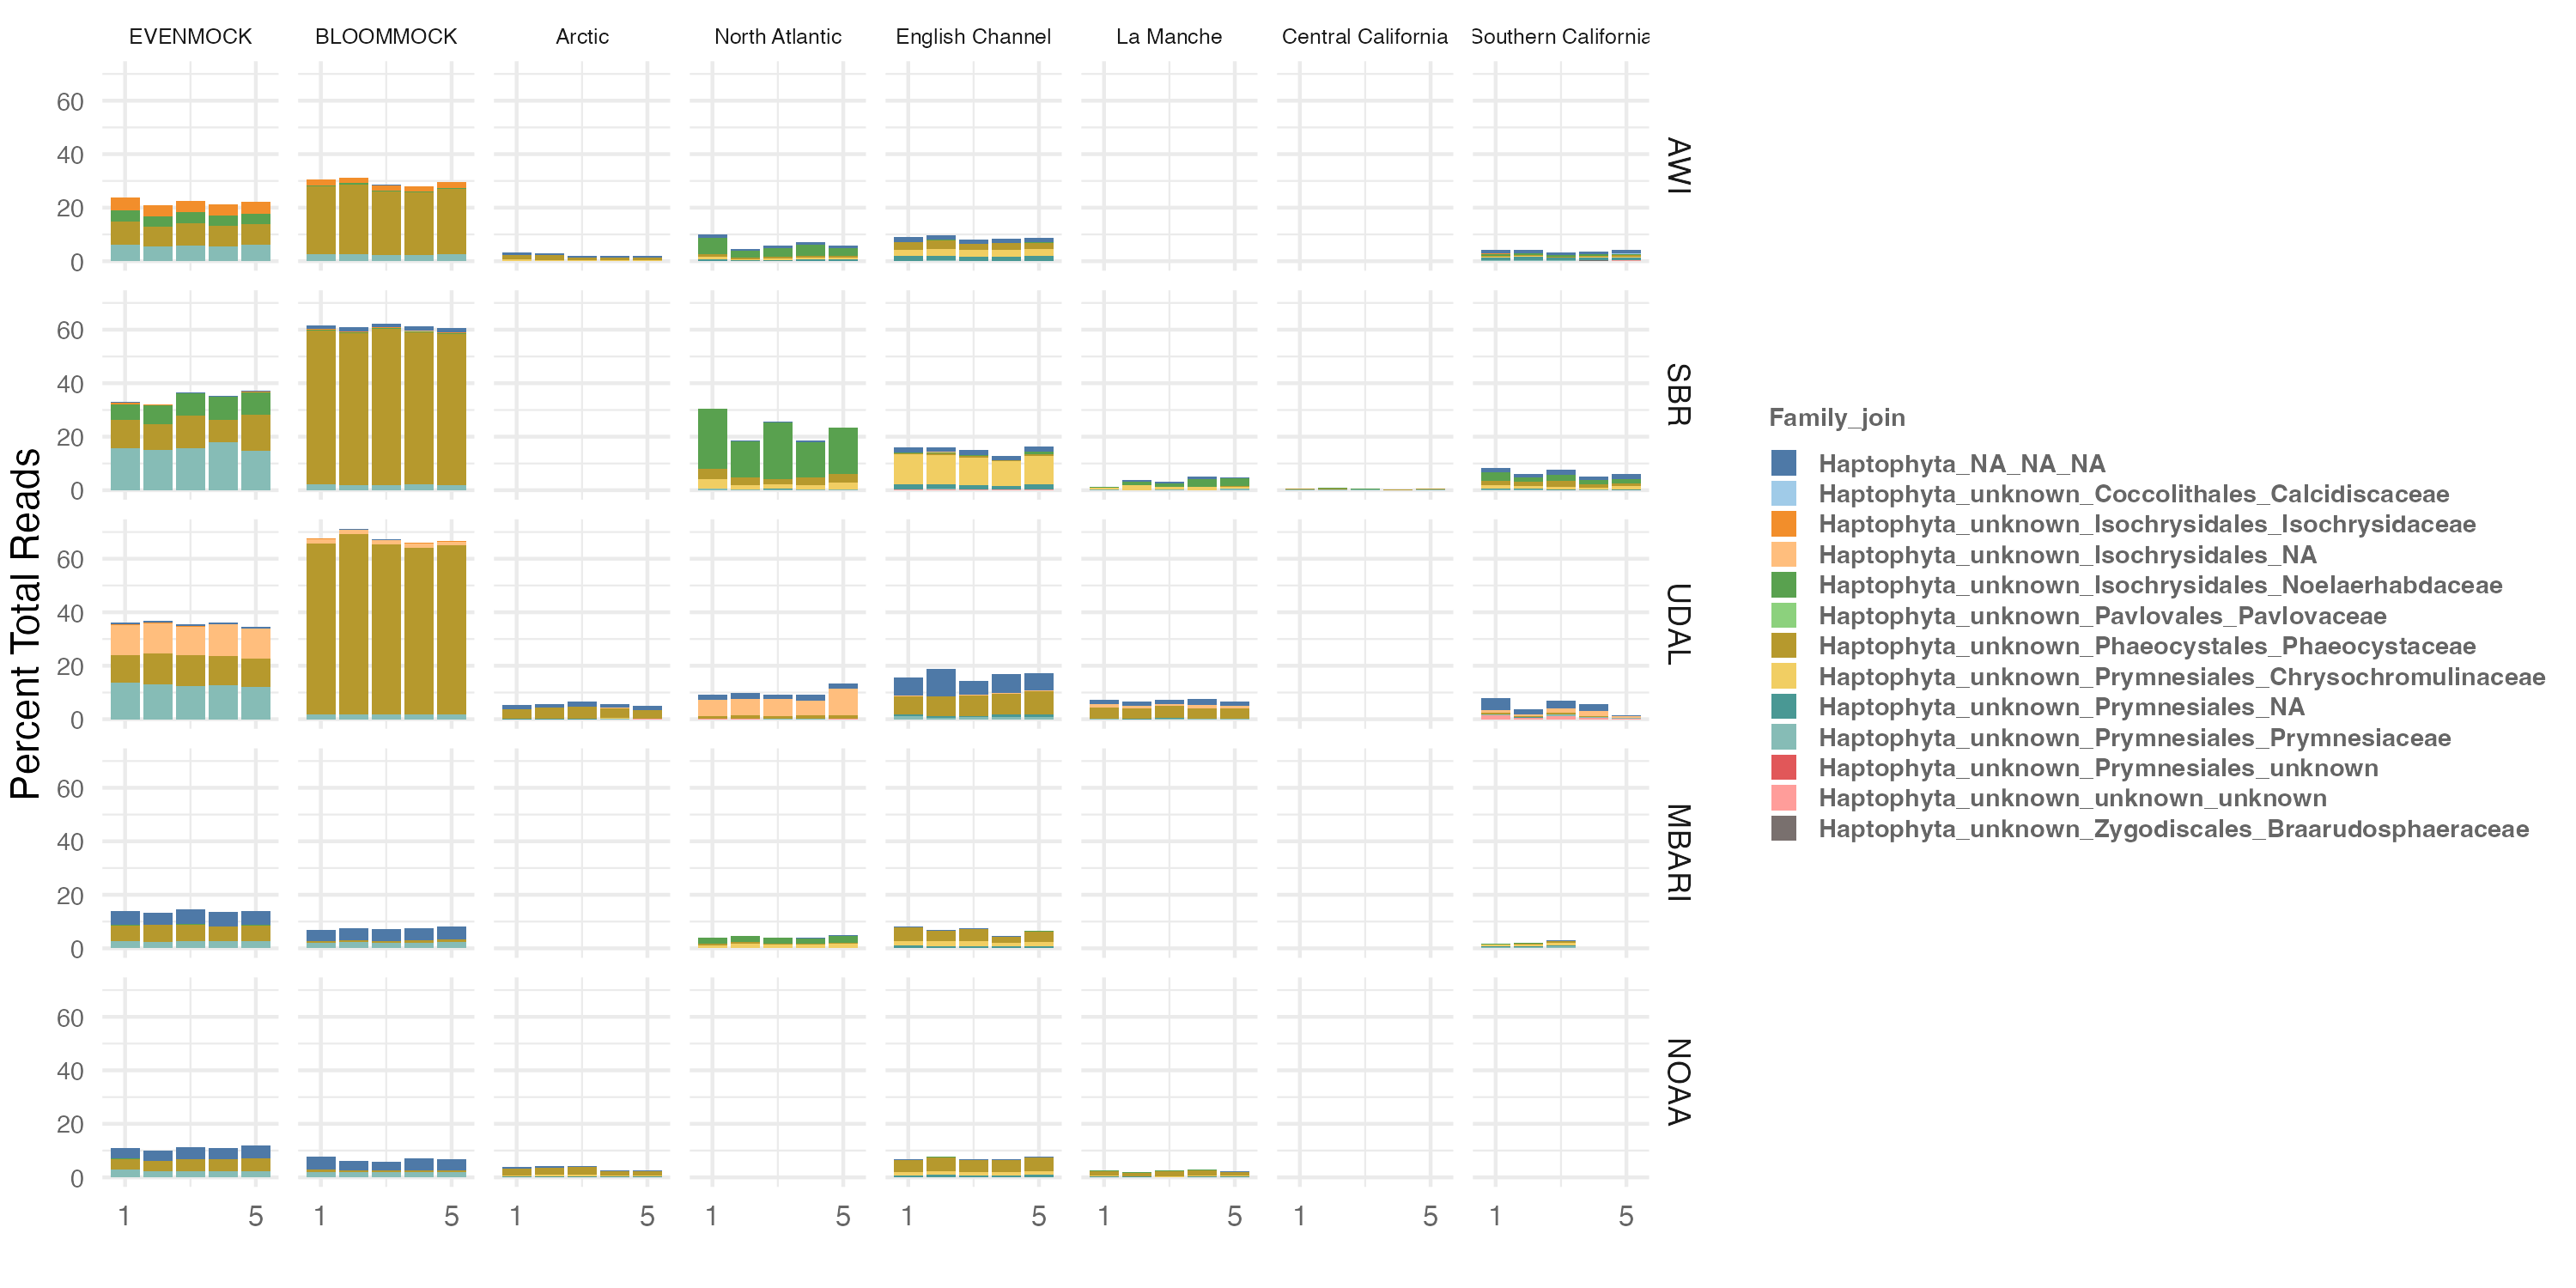 EVENMOCK BLOOMMOCK Arctic North Atlantic English Channel La Manche Central California Southern California
Percent Total Reads
60
40
20
0
AWI
60
40
20
0
SBR
60
40
20
0
UDAL
60
40
20
0
MBARI
60
40
20
0
NOAA
1 5 1 5 1 5 1 5 1 5 1 5 1 5 1 5
Family_join
Haptophyta_NA_NA_NA
Haptophyta_unknown_Coccolithales_Calcidiscaceae
Haptophyta_unknown_Isochrysidales_Isochrysidaceae
Haptophyta_unknown_Isochrysidales_NA
Haptophyta_unknown_Isochrysidales_Noelaerhabdaceae
Haptophyta_unknown_Pavlovales_Pavlovaceae
Haptophyta_unknown_Phaeocystales_Phaeocystaceae
Haptophyta_unknown_Prymnesiales_Chrysochromulinaceae
Haptophyta_unknown_Prymnesiales_NA
Haptophyta_unknown_Prymnesiales_Prymnesiaceae
Haptophyta_unknown_Prymnesiales_unknown
Haptophyta_unknown_unknown_unknown
Haptophyta_unknown_Zygodiscales_Braarudosphaeraceae